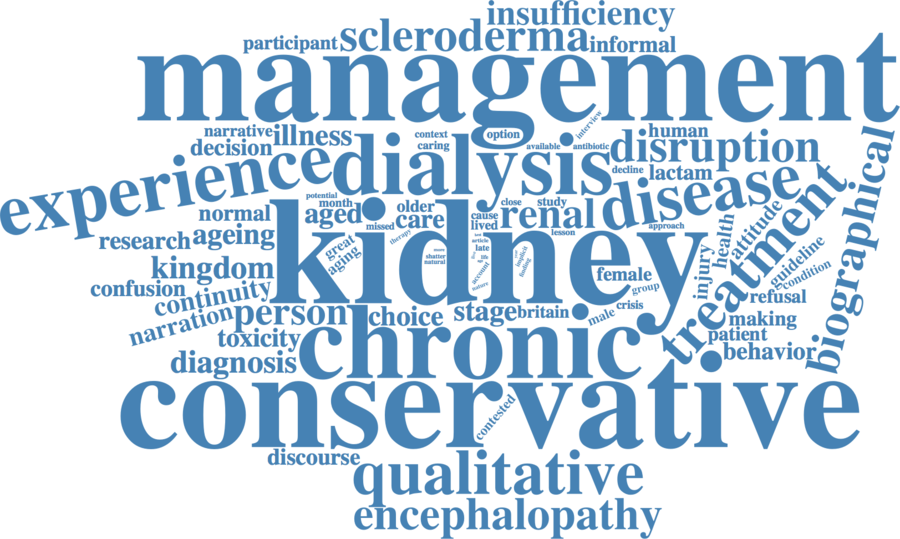 insufficiency
participant
scleroderma
informal
management
narrative
illness
context
option
interview
human
decision
caring
available
antibiotic
disruption
experience
dialysis
decline
lactam
biographical
potential
month
older
close
study
disease
normal
aged
care
cause
lived
renal
approach
attitude
treatment
missed
research
ageing
kidney
great
aging
therapy
article
late
lesson
implicit
health
guideline
kingdom
shatter
natural
life
account
female
injury
condition
confusion
continuity
nature
group
refusal
narration
person
choice
stage
britain
male
crisis
making
toxicity
chronic
patient
diagnosis
behavior
conservative
contested
discourse
qualitative
encephalopathy